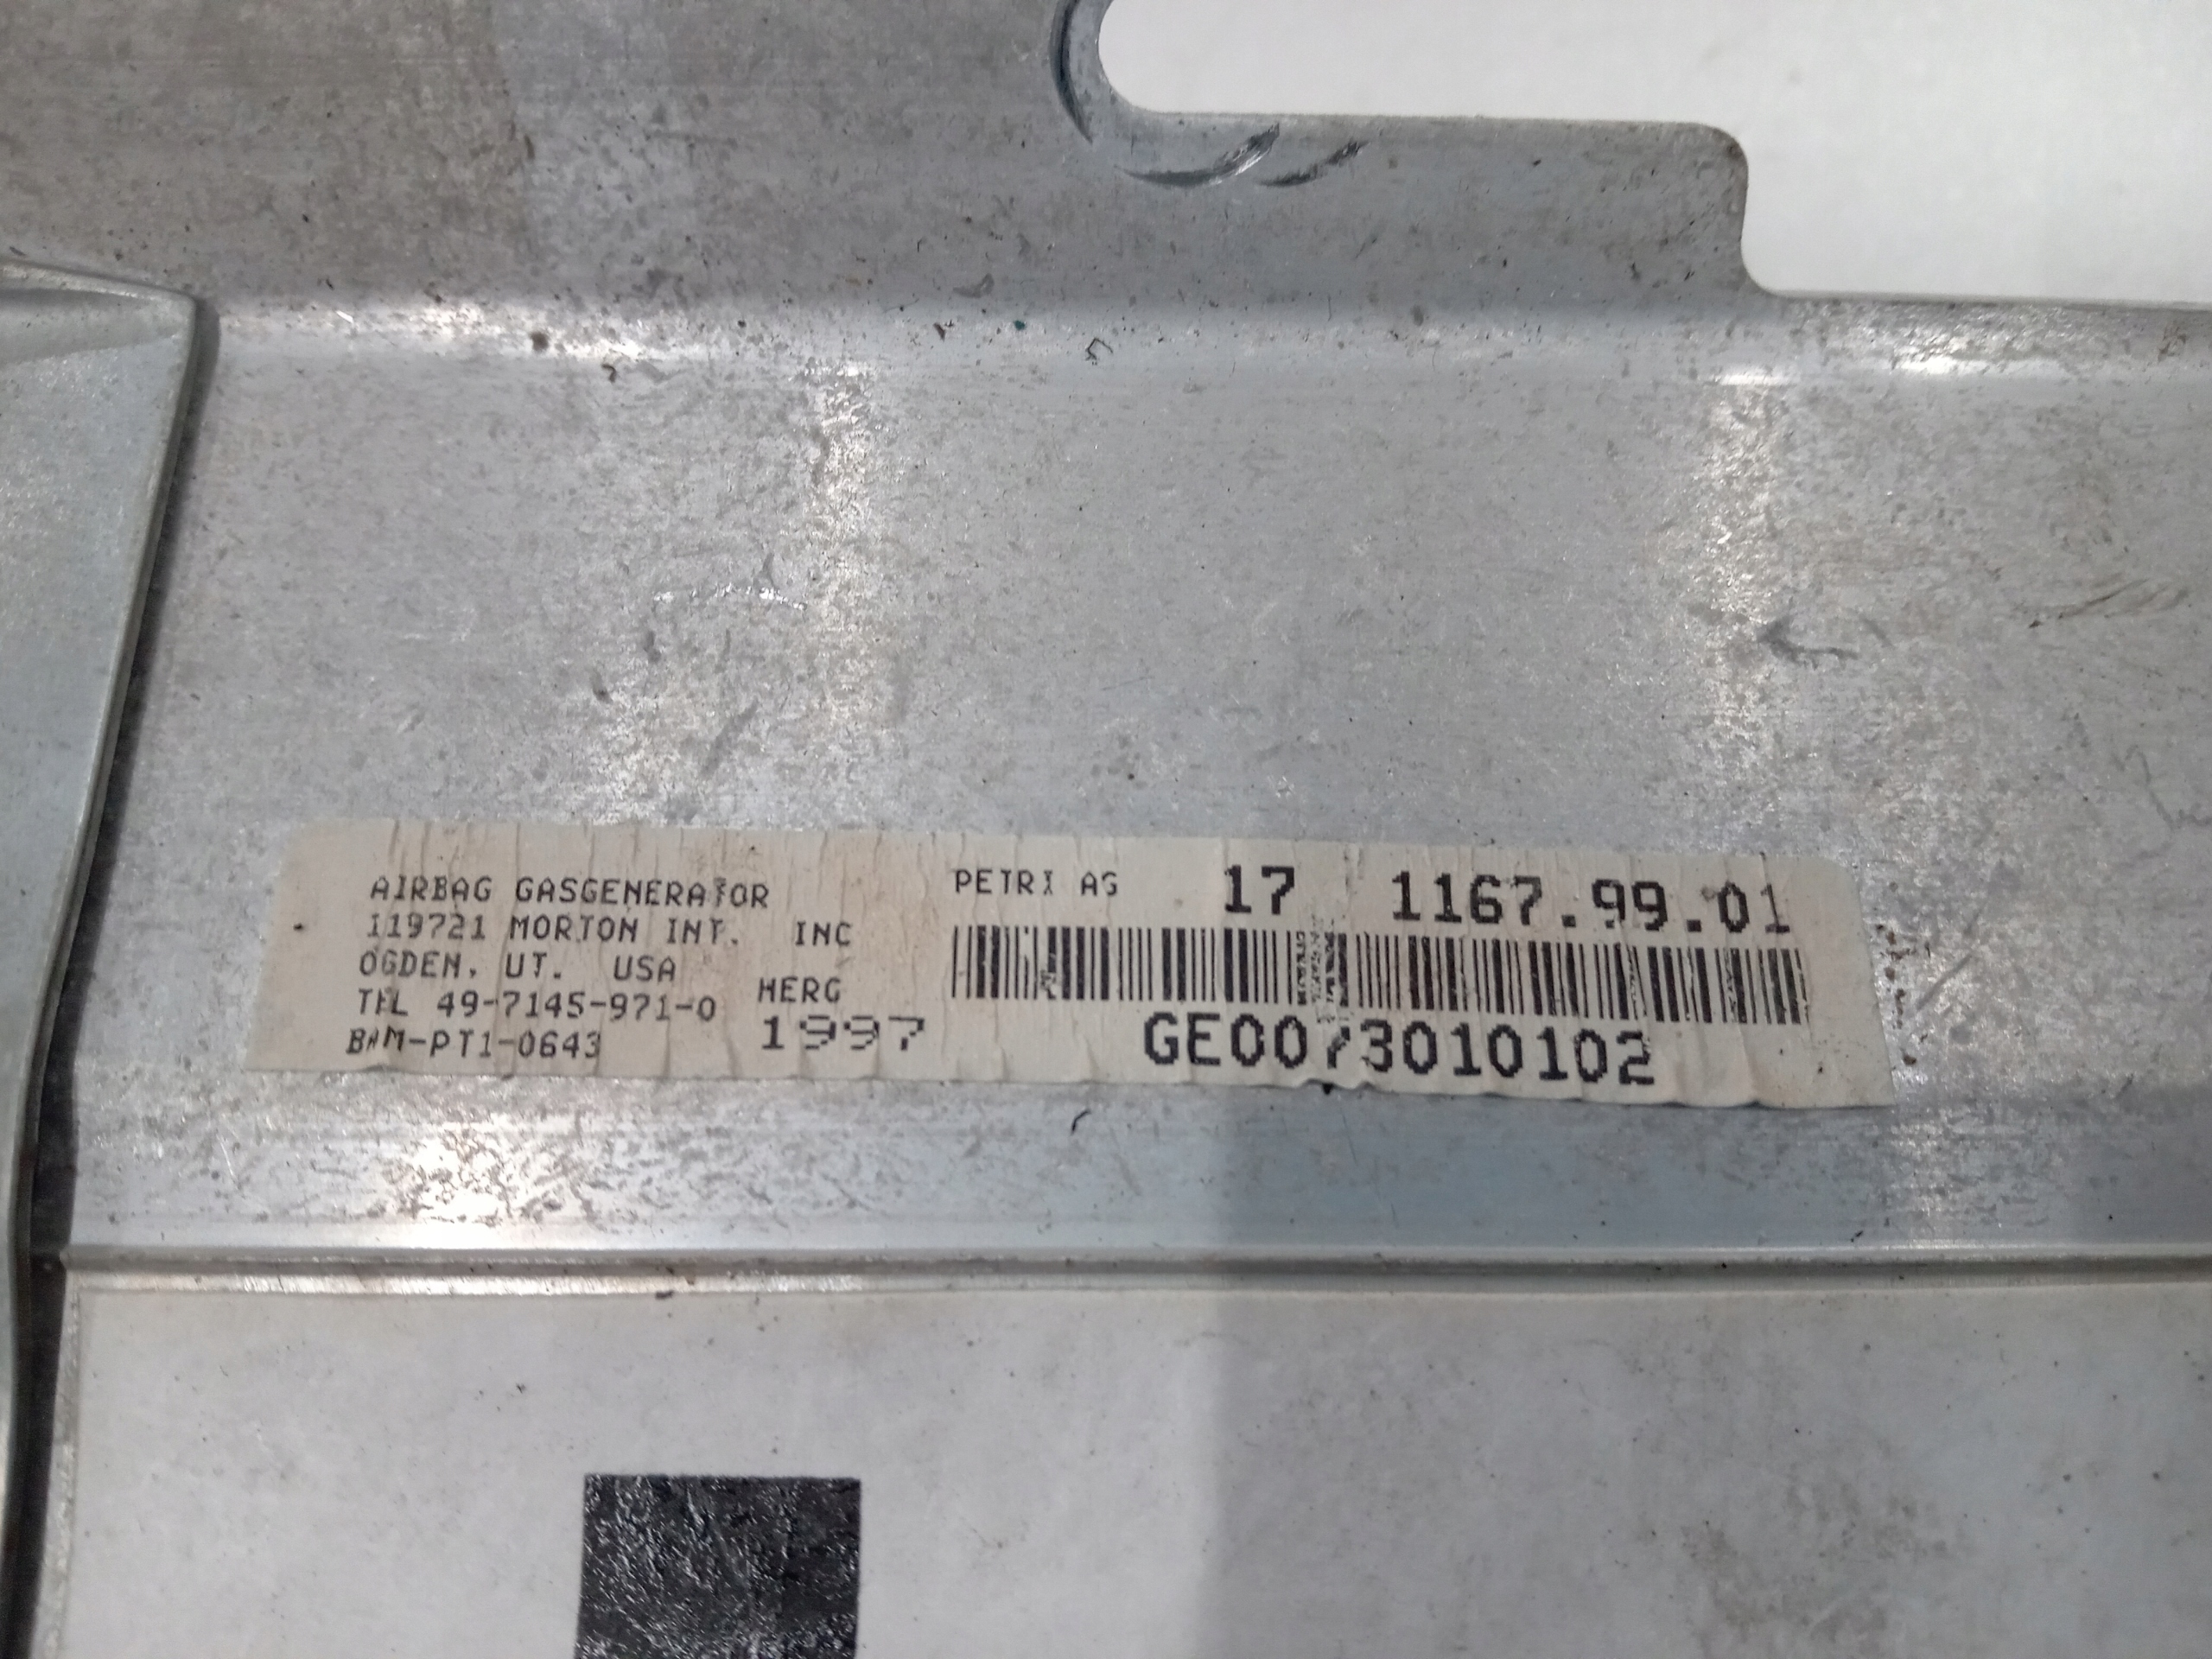 AIRBAG GASGENERATOR
119721 MORTON INT. INC
OGDEN, UT. USA
TEL 49-7145-971-0
BAM-PT1-0643
HERG
1997
PETRI AG 17 1167.99.01
GE0073010102